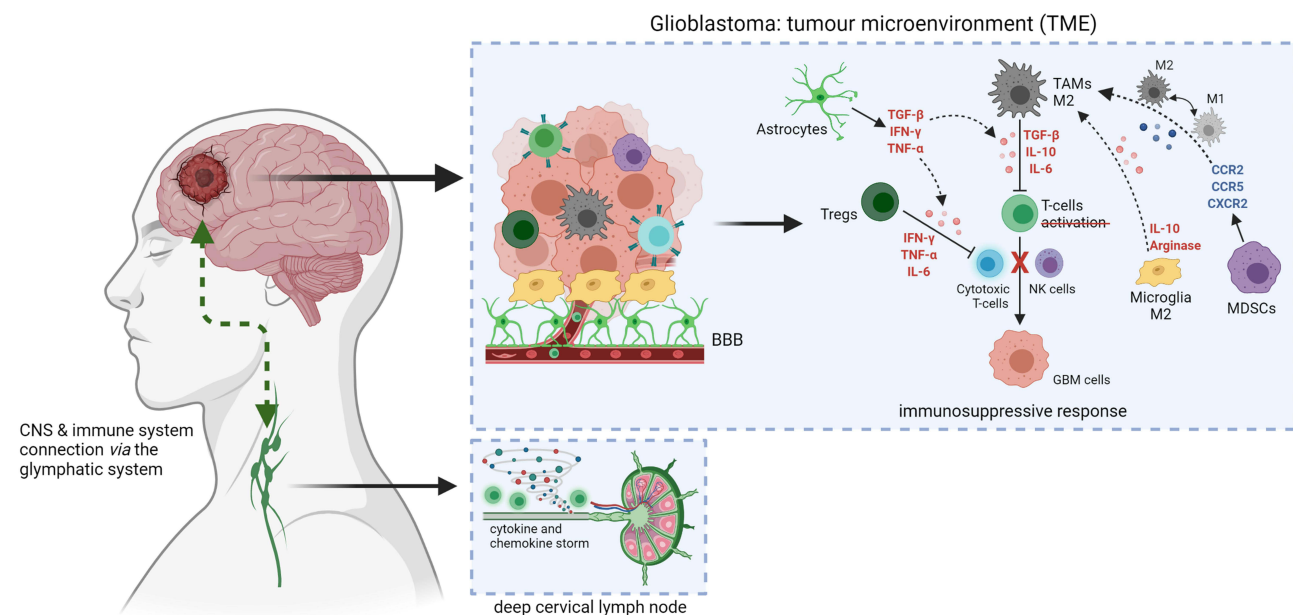 Glioblastoma: tumour microenvironment (TME)
Astrocytes
TGF-β
IFN-γ
TNF-α
TAMs
M2
M2
M1
TGF-β
IL-10
IL-6
CCR2
CCR5
CXCR2
Tregs
IFN-γ
TNF-α
IL-6
T-cells
activation
IL-10
Arginase
Cytotoxic
T-cells
X
NK cells
Microglia
M2
MDSCs
BBB
GBM cells
immunosuppressive response
CNS & immune system
connection via the
glymphatic system
cytokine and
chemokine storm
deep cervical lymph node